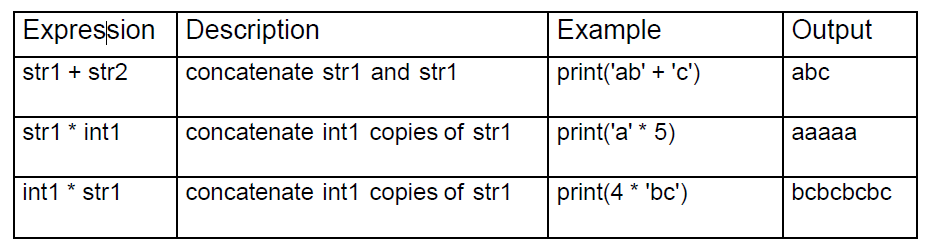 Expression Description Example Output
str1 + str2 concatenate str1 and str1 print('ab' + 'c') abc
str1 * int1 concatenate int1 copies of str1 print('a' * 5) aaaaa
int1 * str1 concatenate int1 copies of str1 print(4 * 'bc') bcbcbcbc